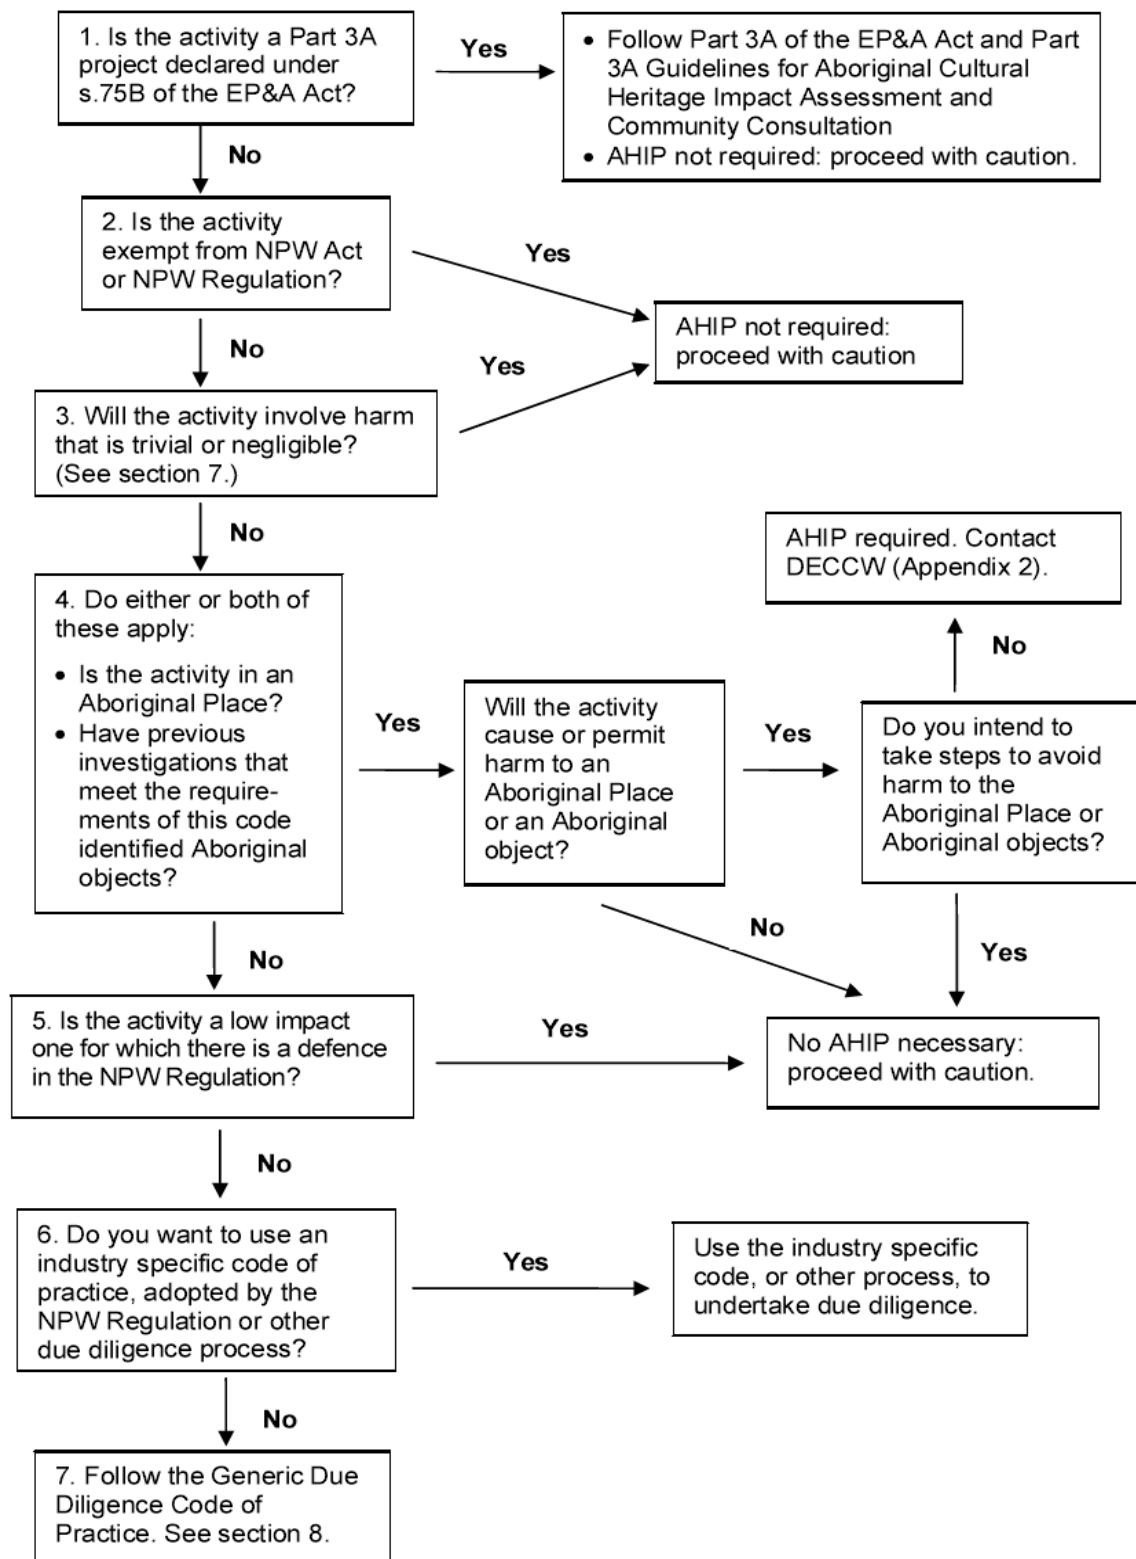 1. Is the activity a Part 3A
project declared under
s.75B of the EP&A Act?
Yes
• Follow Part 3A of the EP&A Act and Part
3A Guidelines for Aboriginal Cultural
Heritage Impact Assessment and
Community Consultation
• AHIP not required: proceed with caution.
No
2. Is the activity
exempt from NPW Act
or NPW Regulation?
Yes
AHIP not required:
proceed with caution
No
Yes
3. Will the activity involve harm
that is trivial or negligible?
(See section 7.)
No
AHIP required. Contact
DECCW (Appendix 2).
No
4. Do either or both of
these apply:
• Is the activity in an
Aboriginal Place?
• Have previous
investigations that
meet the require-
ments of this code
identified Aboriginal
objects?
Yes
Will the activity
cause or permit
harm to an
Aboriginal Place
or an Aboriginal
object?
Yes
Do you intend to
take steps to avoid
harm to the
Aboriginal Place or
Aboriginal objects?
No
Yes
No
5. Is the activity a low impact
one for which there is a defence
in the NPW Regulation?
Yes
No AHIP necessary:
proceed with caution.
No
6. Do you want to use an
industry specific code of
practice, adopted by the
NPW Regulation or other
due diligence process?
Yes
Use the industry specific
code, or other process, to
undertake due diligence.
No
7. Follow the Generic Due
Diligence Code of
Practice. See section 8.